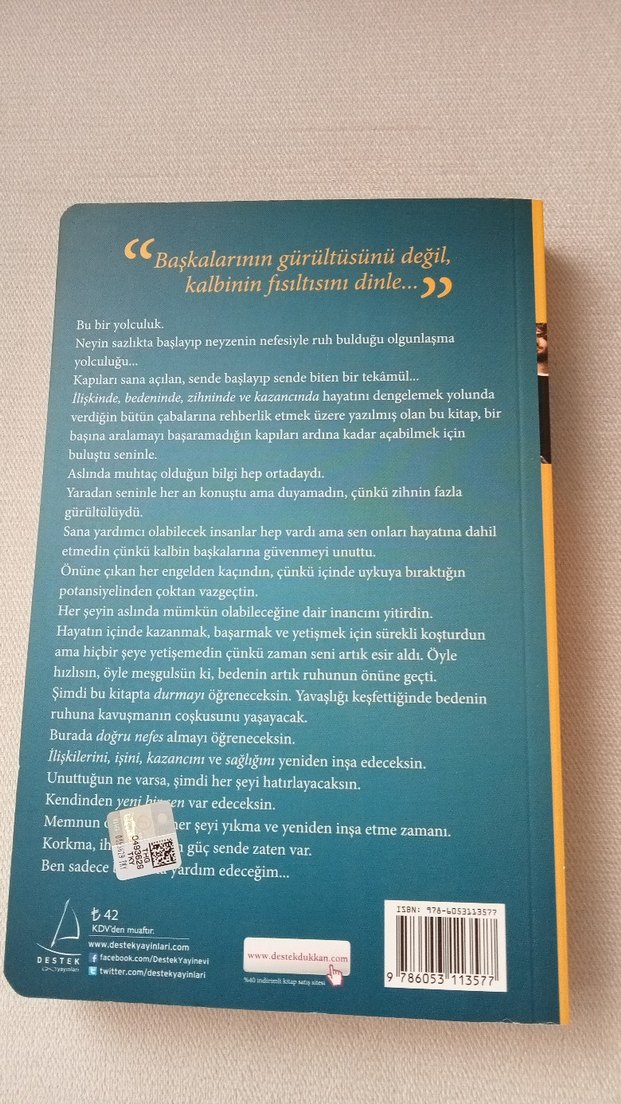 “Başkalarının gürültüsünü değil,
kalbinin fısıltısını dinle...”
Bu bir yolculuk.
Neyin sazlıkta başlayıp neyzenin nefesiyle ruh bulduğu olgunlaşma
yolculuğu...
Kapıları sana açılan, sende başlayıp sende biten bir tekâmül...
İlişkinde, bedeninde, zihninde ve kazancında hayatını dengelemek yolunda
verdiğin bütün çabalarına rehberlik etmek üzere yazılmış olan bu kitap, bir
başına aralamayı başaramadığın kapıları ardına kadar açabilmek için
buluştu seninle.
Aslında muhtaç olduğun bilgi hep ortadaydı.
Yaradan seninle her an konuştu ama duyamadın, çünkü zihnin fazla
gürültülüydü.
Sana yardımcı olabilecek insanlar hep vardı ama sen onları hayatına dahil
etmedin çünkü kalbin başkalarına güvenmeyi unuttu.
Önüne çıkan her engelden kaçındın, çünkü içinde uykuya bıraktığın
potansiyelinden çoktan vazgeçtin.
Her şeyin aslında mümkün olabileceğine dair inancını yitirdin.
Hayatın içinde kazanmak, başarmak ve yetişmek için sürekli koşturdun
ama hiçbir şeye yetişemedin çünkü zaman seni artık esir aldı. Öyle
hızlısın, öyle meşgulsün ki, bedenin artık ruhunun önüne geçti.
Şimdi bu kitapta durmayı öğreneceksin. Yavaşlığı keşfettiğinde bedenin
ruhuna kavuşmanın coşkusunu yaşayacak.
Burada doğru nefes almayı öğreneceksin.
İlişkilerini, işini, kazancını ve sağlığını yeniden inşa edeceksin.
Unuttuğun ne varsa, şimdi her şeyi hatırlayacaksın.
Kendinden yeni bir sen var edeceksin.
Memnun her şeyi yıkma ve yeniden inşa etme zamanı.
Korkma, güç sende zaten var.
Ben sadece yardım edeceğim...
THG
TKY
0493629
₺ 42
KDV'den muaftır.
www.destekyayinlari.com
facebook.com/DestekYayinevi
twitter.com/destekyayinlari
DESTEK
yayınları
www.destekdukkan.com
%40 indirimli kitap satış sitesi
ISBN: 978-6053113577
9 786053 113577